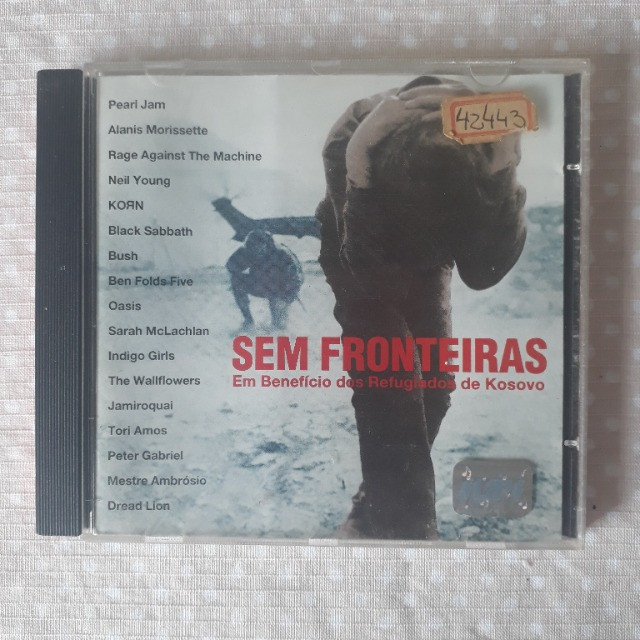 Pearl Jam
Alanis Morissette
Rage Against The Machine
Neil Young
KOЯN
Black Sabbath
Bush
Ben Folds Five
Oasis
Sarah McLachlan
Indigo Girls
The Wallflowers
Jamiroquai
Tori Amos
Peter Gabriel
Mestre Ambrósio
Dread Lion
42443
SEM FRONTEIRAS
Em Benefício dos Refugiados de Kosovo